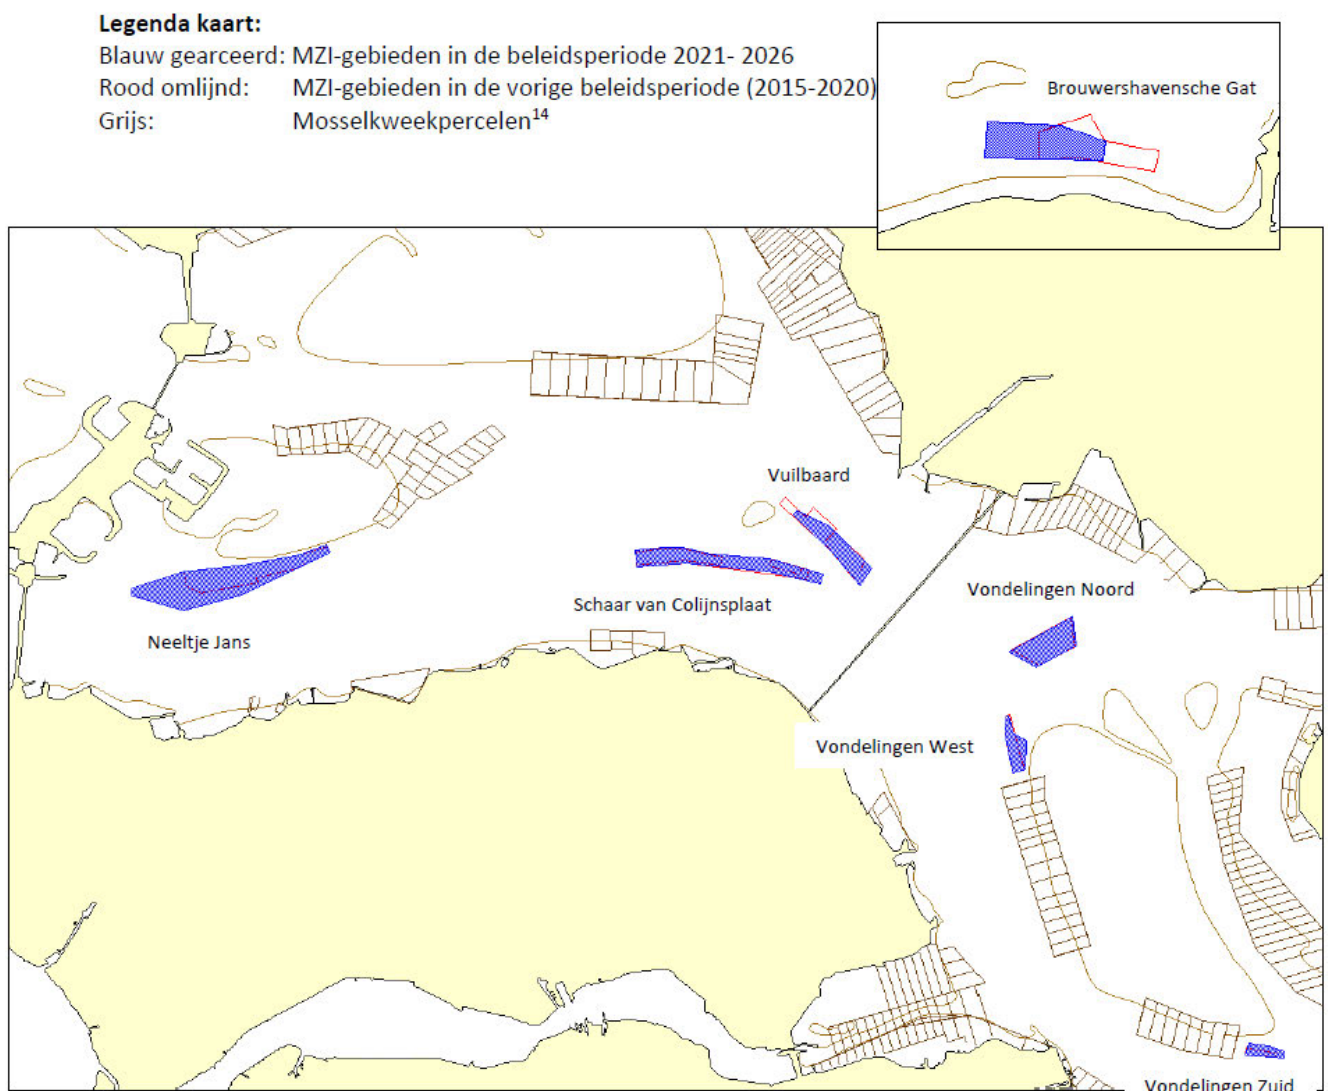 Legenda kaart:
Blauw gearceerd: MZI-gebieden in de beleidsperiode 2021- 2026
Rood omlijnd: MZI-gebieden in de vorige beleidsperiode (2015-2020)
Grijs: Mosselkweekpercelen14
Brouwershavensche Gat
Vuilbaard
Schaar van Colijnsplaat
Vondelingen Noord
Neeltje Jans
Vondelingen West
Vondelingen Zuid